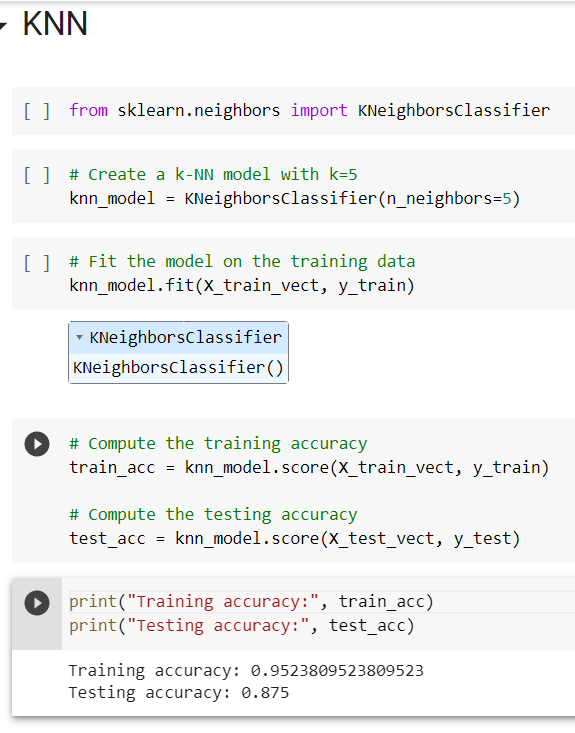 KNN
[ ] from sklearn.neighbors import KNeighborsClassifier
[ ] # Create a k-NN model with k=5
knn_model = KNeighborsClassifier(n_neighbors=5)
[ ] # Fit the model on the training data
knn_model.fit(X_train_vect, y_train)
KNeighborsClassifier
KNeighborsClassifier()
# Compute the training accuracy
train_acc = knn_model.score(X_train_vect, y_train)
# Compute the testing accuracy
test_acc = knn_model.score(X_test_vect, y_test)
print("Training accuracy:", train_acc)
print("Testing accuracy:", test_acc)
Training accuracy: 0.9523809523809523
Testing accuracy: 0.875